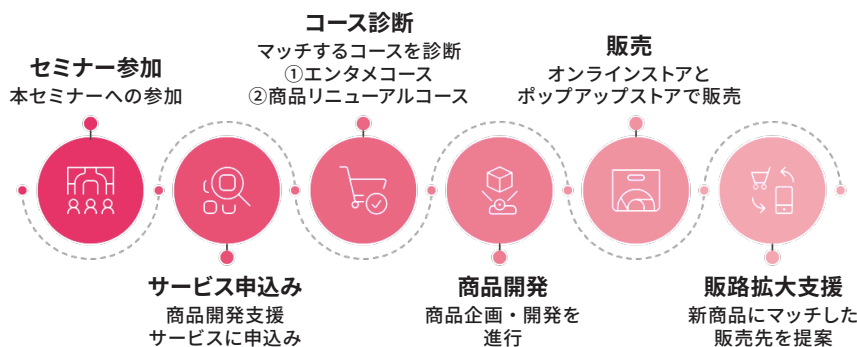 セミナー参加
本セミナーへの参加
サービス申込み
商品開発支援
サービスに申込み
コース診断
マッチするコースを診断
①エンタメコース
②商品リニューアルコース
商品開発
商品企画・開発を
進行
販売
オンラインストアと
ポップアップストアで販売
販路拡大支援
新商品にマッチした
販売先を提案